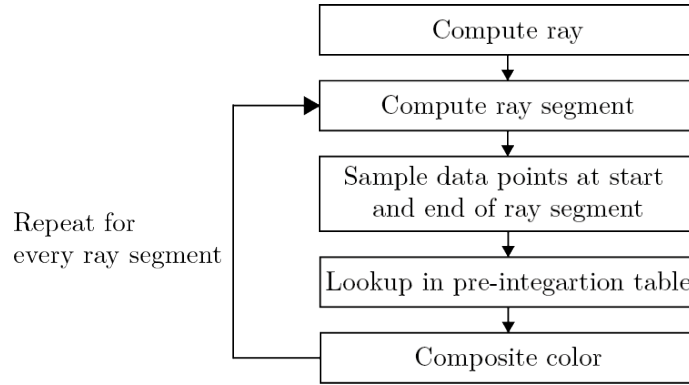 Compute ray
Compute ray segment
Sample data points at start
and end of ray segment
Repeat for
every ray segment
Lookup in pre-integartion table
Composite color